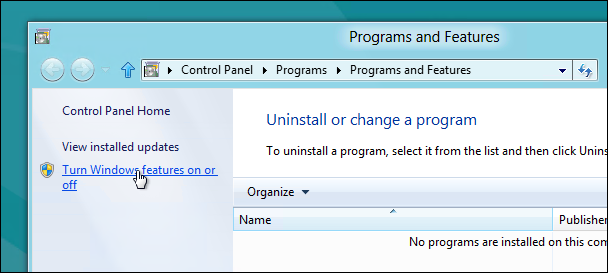 Programs and Features
Control Panel Programs Programs and Features
Control Panel Home
Uninstall or change a program
View installed updates
To uninstall a program, select it from the list and then click Unins
Turn Windows features on or
off
Organize
Name Publisher
No programs are installed on this com